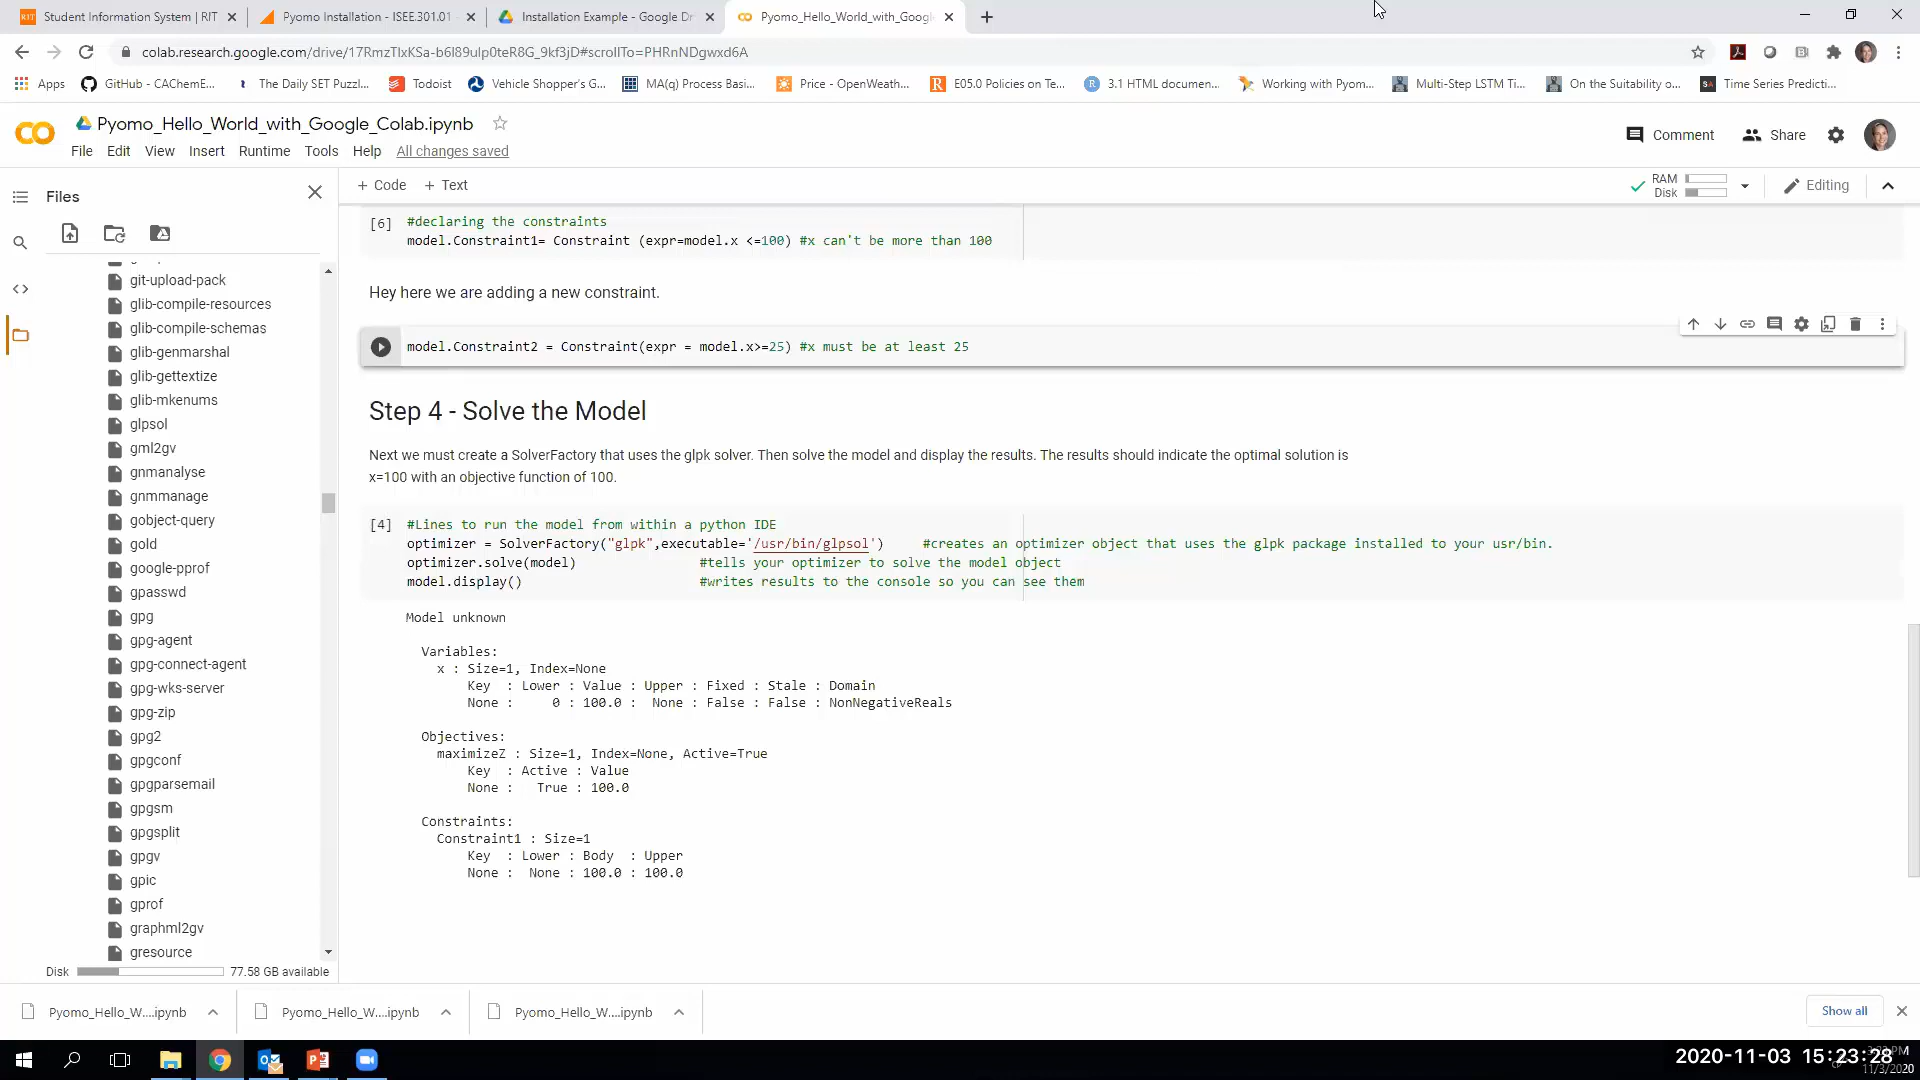 Student Information System | RIT
Pyomo Installation - ISEE.301.01
Installation Example - Google Dr
Pyomo_Hello_World_with_Google
colab.research.google.com/drive/17RmzTlxKSa-b6l89ulp0teR8G_9kf3jD#scrollTo=PHRnNDgwxd6A
Apps
GitHub - CAChemE...
The Daily SET Puzzl...
Todoist
Vehicle Shopper's G...
MA(q) Process Basi...
Price - OpenWeath...
E05.0 Policies on Te...
3.1 HTML documen...
Working with Pyom...
Multi-Step LSTM Ti...
On the Suitability o...
Time Series Predicti...
Pyomo_Hello_World_with_Google_Colab.ipynb
Comment
Share
File Edit View Insert Runtime Tools Help All changes saved
Files
+ Code + Text
RAM
Disk
Editing
[6] #declaring the constraints
model.Constraint1= Constraint (expr=model.x <=100) #x can't be more than 100
Hey here we are adding a new constraint.
model.Constraint2 = Constraint(expr = model.x>=25) #x must be at least 25
Step 4 - Solve the Model
Next we must create a SolverFactory that uses the glpk solver. Then solve the model and display the results. The results should indicate the optimal solution is
x=100 with an objective function of 100.
[4] #Lines to run the model from within a python IDE
optimizer = SolverFactory("glpk",executable='/usr/bin/glpsol') #creates an optimizer object that uses the glpk package installed to your usr/bin.
optimizer.solve(model) #tells your optimizer to solve the model object
model.display() #writes results to the console so you can see them
Model unknown
Variables:
x : Size=1, Index=None
Key : Lower : Value : Upper : Fixed : Stale : Domain
None : 0 : 100.0 : None : False : False : NonNegativeReals
Objectives:
maximizeZ : Size=1, Index=None, Active=True
Key : Active : Value
None : True : 100.0
Constraints:
Constraint1 : Size=1
Key : Lower : Body : Upper
None : None : 100.0 : 100.0
git-upload-pack
glib-compile-resources
glib-compile-schemas
glib-genmarshal
glib-gettextize
glib-mkenums
glpsol
gml2gv
gnmanalyse
gnmmanage
gobject-query
gold
google-pprof
gpasswd
gpg
gpg-agent
gpg-connect-agent
gpg-wks-server
gpg-zip
gpg2
gpgconf
gpgparsemail
gpgsm
gpgsplit
gpgv
gpic
gprof
graphml2gv
gresource
Disk 77.58 GB available
Pyomo_Hello_W....ipynb
Pyomo_Hello_W....ipynb
Pyomo_Hello_W....ipynb
Show all
2020-11-03 15:23:28
11/3/2020